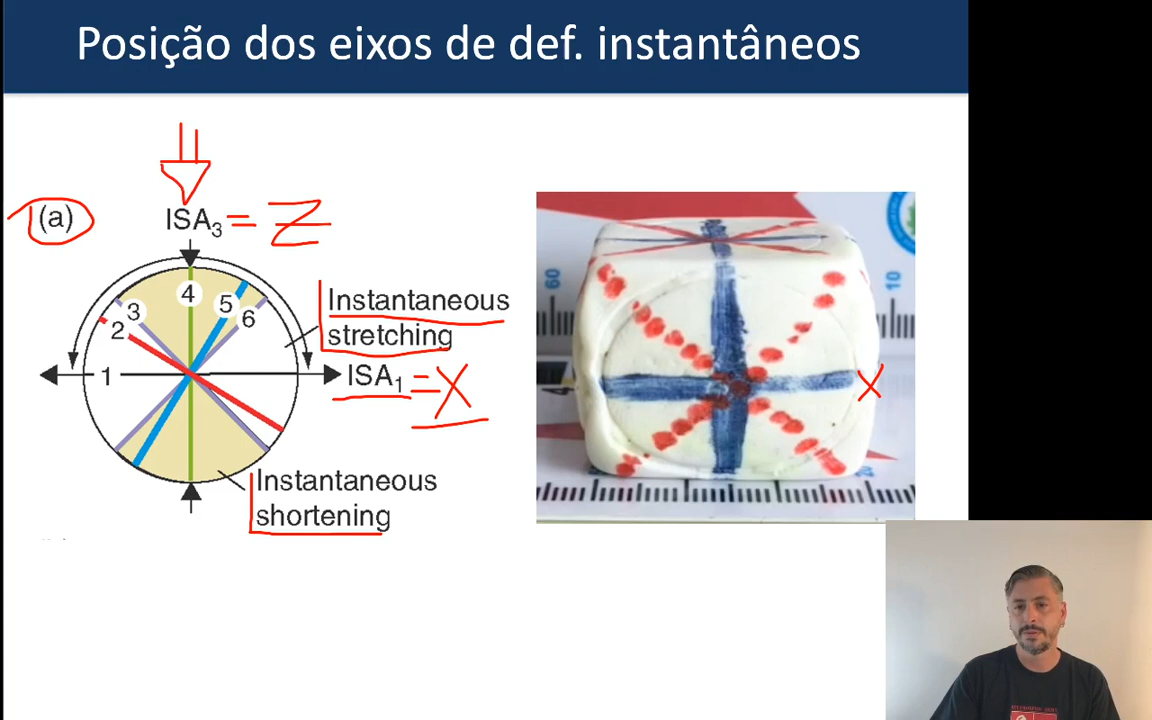 Posição dos eixos de def. instantâneos
(a)
ISA3 = Z
4
5
3
6
2
Instantaneous
stretching
1
ISA1 = X
X
Instantaneous
shortening
60
10